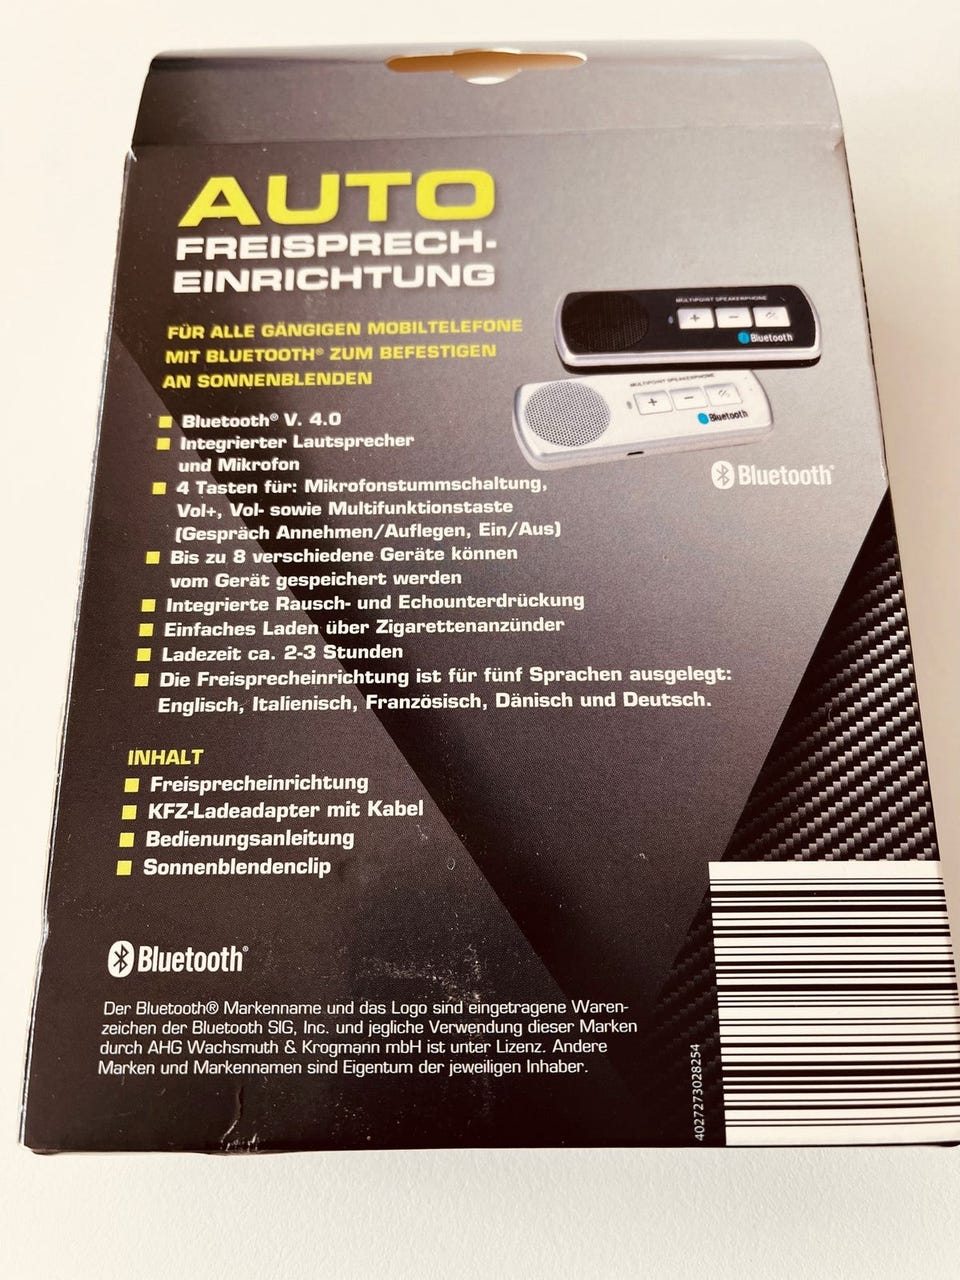 AUTO
FREISPRECH-
EINRICHTUNG
FÜR ALLE GÄNGIGEN MOBILTELEFONE
MIT BLUETOOTH® ZUM BEFESTIGEN
AN SONNENBLENDEN
MULTIPOINT SPEAKERPHONE
+ −
Bluetooth
MULTIPOINT SPEAKERPHONE
+ −
Bluetooth
Bluetooth®
Bluetooth® V. 4.0
Integrierter Lautsprecher
und Mikrofon
4 Tasten für: Mikrofonstummschaltung,
Vol+, Vol- sowie Multifunktionstaste
(Gespräch Annehmen/Auflegen, Ein/Aus)
Bis zu 8 verschiedene Geräte können
vom Gerät gespeichert werden
Integrierte Rausch- und Echounterdrückung
Einfaches Laden über Zigarettenanzünder
Ladezeit ca. 2-3 Stunden
Die Freisprecheinrichtung ist für fünf Sprachen ausgelegt:
Englisch, Italienisch, Französisch, Dänisch und Deutsch.
INHALT
Freisprecheinrichtung
KFZ-Ladeadapter mit Kabel
Bedienungsanleitung
Sonnenblendenclip
Bluetooth®
Der Bluetooth® Markenname und das Logo sind eingetragene Waren-
zeichen der Bluetooth SIG, Inc. und jegliche Verwendung dieser Marken
durch AHG Wachsmuth & Krogmann mbH ist unter Lizenz. Andere
Marken und Markennamen sind Eigentum der jeweiligen Inhaber.
4027273028254